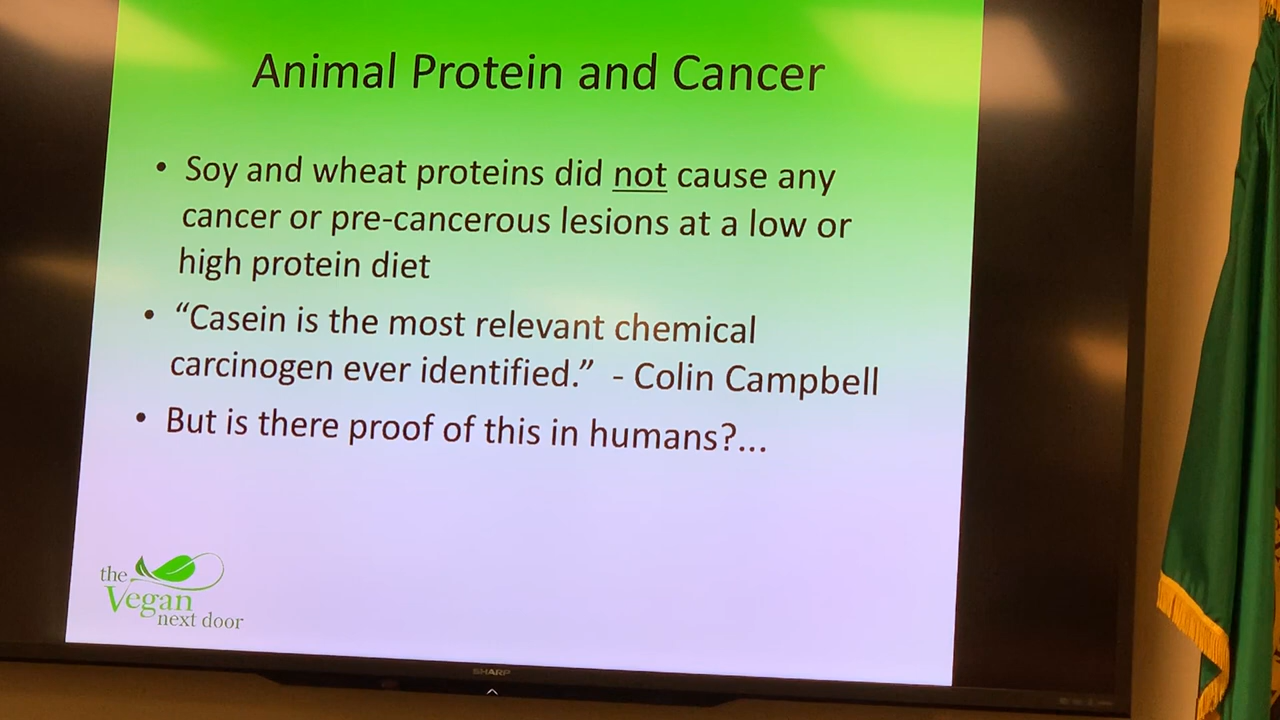 Animal Protein and Cancer
• Soy and wheat proteins did not cause any
cancer or pre-cancerous lesions at a low or
high protein diet
• “Casein is the most relevant chemical
carcinogen ever identified.” - Colin Campbell
• But is there proof of this in humans?...
the
Vegan
next door
SHARP